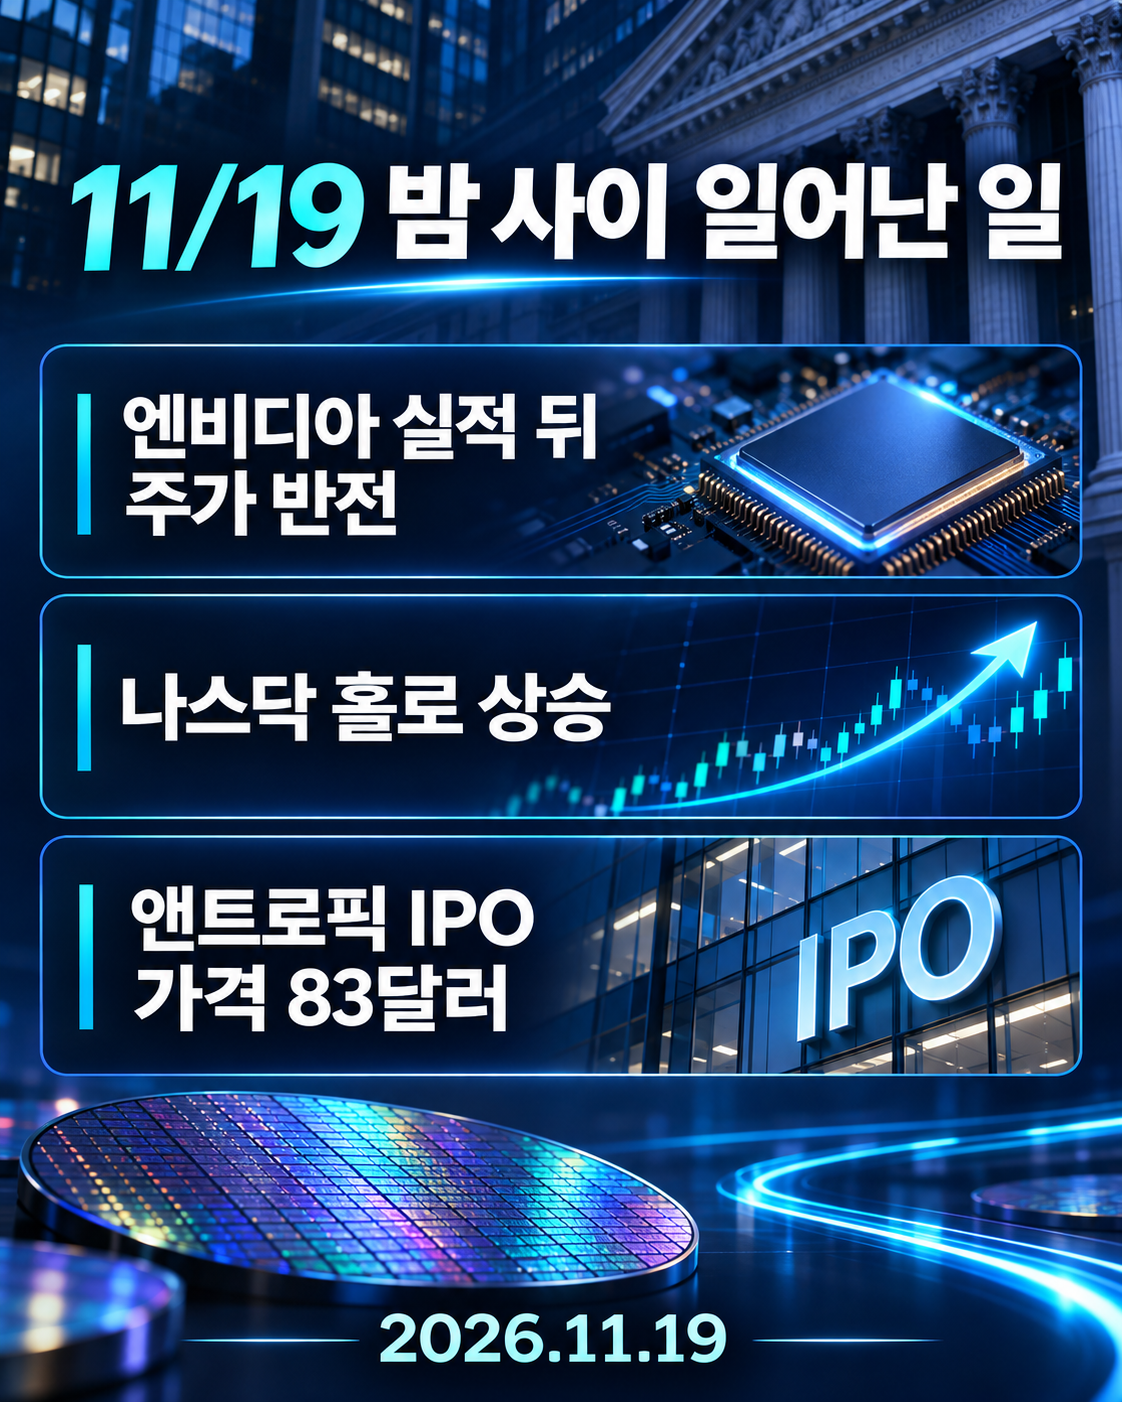 11/19 밤 사이 일어난 일
엔비디아 실적 뒤
주가 반전
나스닥 홀로 상승
앤트로픽 IPO
가격 83달러
IPO
2026.11.19